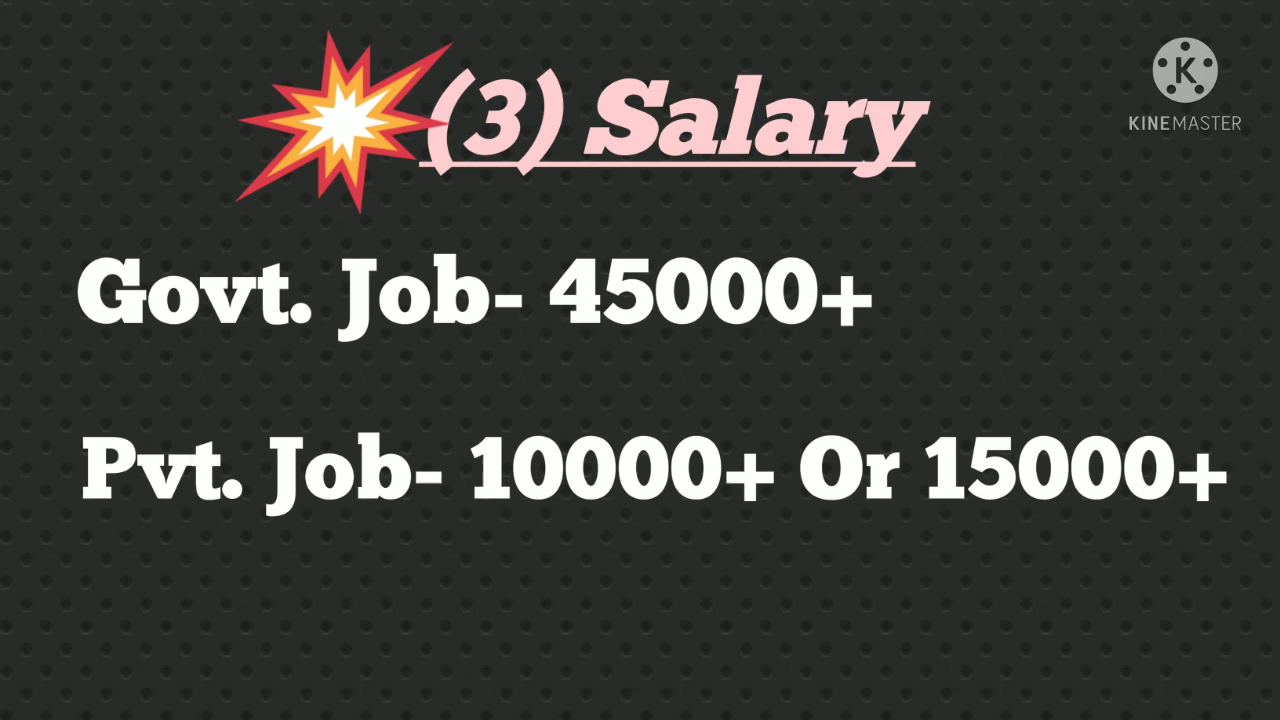 (3) Salary
K
KINEMASTER
Govt. Job- 45000+
Pvt. Job- 10000+ Or 15000+